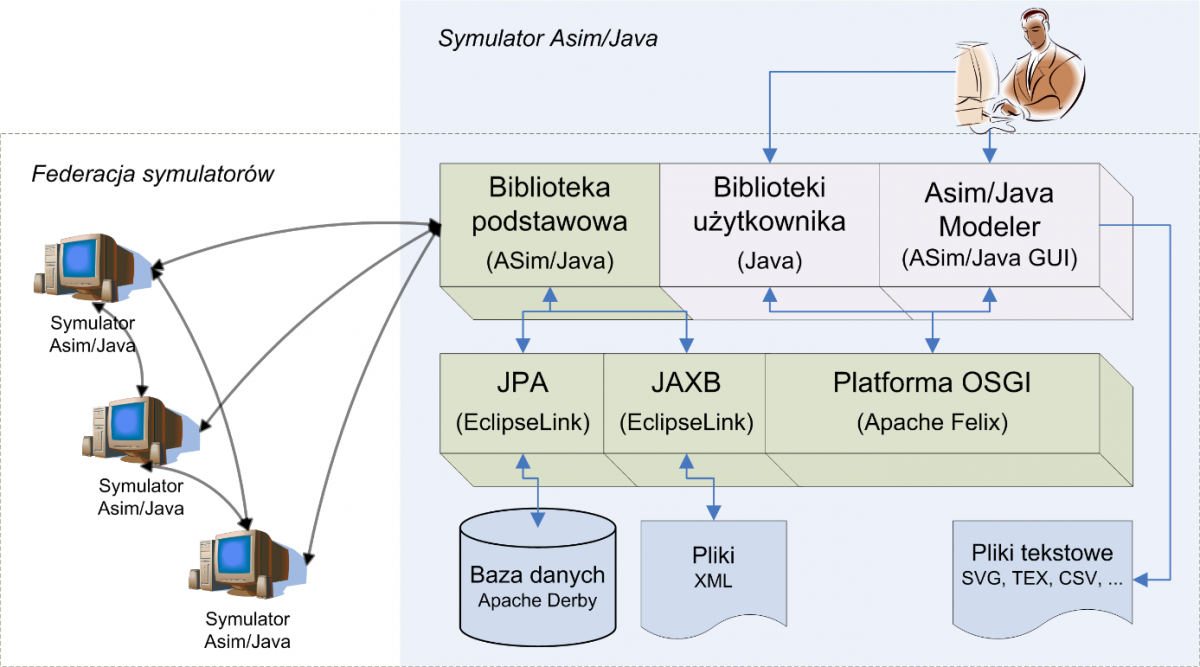 Symulator Asim/Java
Federacja symulatorów
Symulator
Asim/Java
Symulator
Asim/Java
Symulator
Asim/Java
Biblioteka
podstawowa
(ASim/Java)
Biblioteki
użytkownika
(Java)
Asim/Java
Modeler
(ASim/Java GUI)
JPA
(EclipseLink)
JAXB
(EclipseLink)
Platforma OSGI
(Apache Felix)
Baza danych
Apache Derby
Pliki
XML
Pliki tekstowe
SVG, TEX, CSV, ...